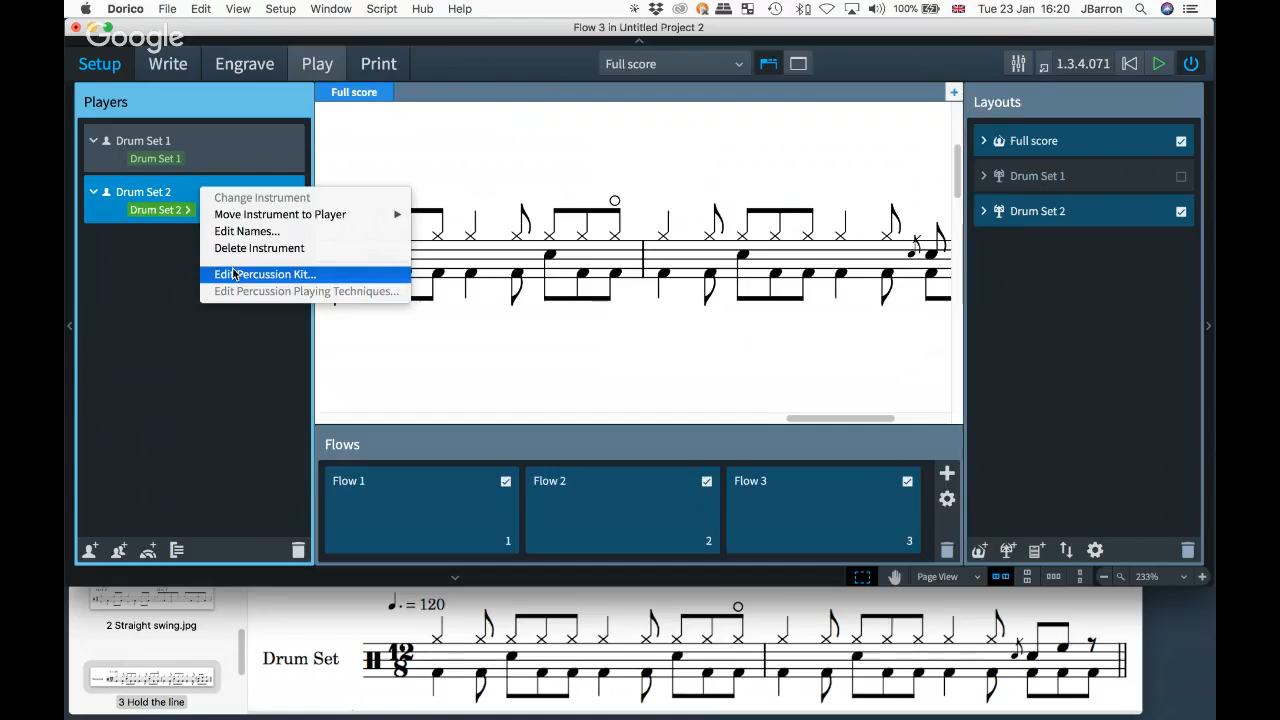 Dorico File Edit View Setup Window Script Hub Help 100% Tue 23 Jan 16:20 JBarron
Google
Flow 3 in Untitled Project 2
Setup Write Engrave Play Print Full score 1.3.4.071
Players
Full score
Layouts
Drum Set 1
Drum Set 1
Drum Set 2
Drum Set 2
Change Instrument
Move Instrument to Player
Edit Names...
Delete Instrument
Edit Percussion Kit...
Edit Percussion Playing Techniques...
Full score
Drum Set 1
Drum Set 2
Flows
Flow 1
1
Flow 2
2
Flow 3
3
Page View 233%
2 Straight swing.jpg
3 Hold the line
= 120
Drum Set
12
8